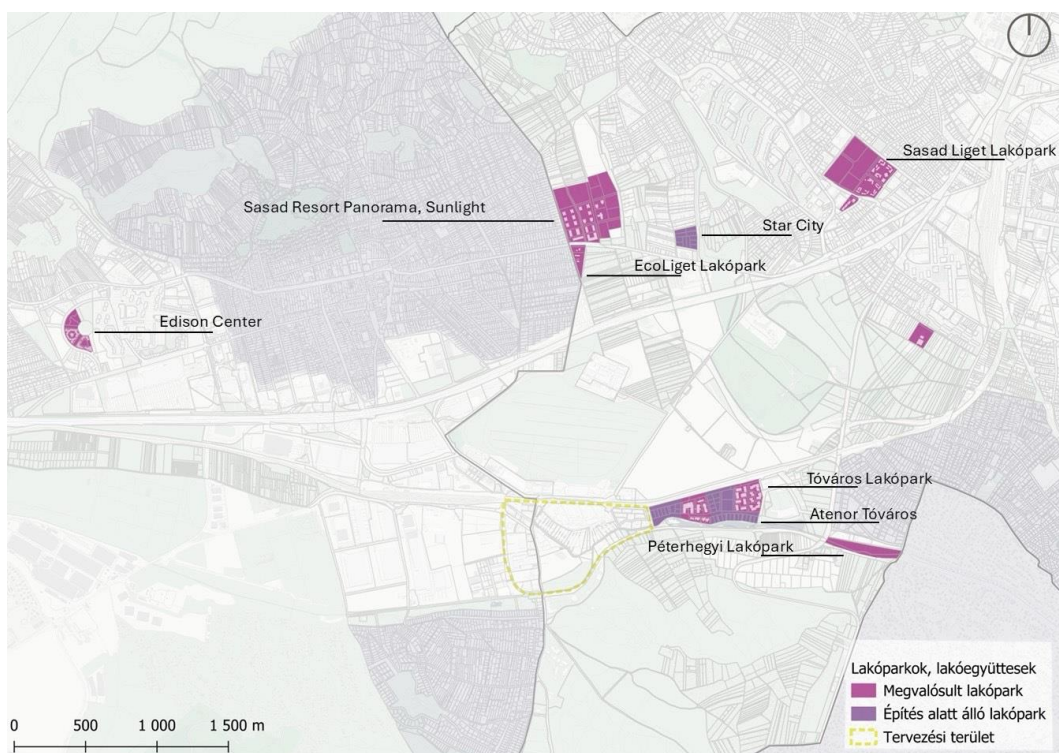 Sasad Liget Lakópark
Sasad Resort Panorama, Sunlight
Star City
EcoLiget Lakópark
Edison Center
Tóváros Lakópark
Atenor Tóváros
Péterhegyi Lakópark
Lakóparkok, lakóegyüttesek
Megvalósult lakópark
Építés alatt álló lakópark
Tervezési terület
0 500 1 000 1 500 m